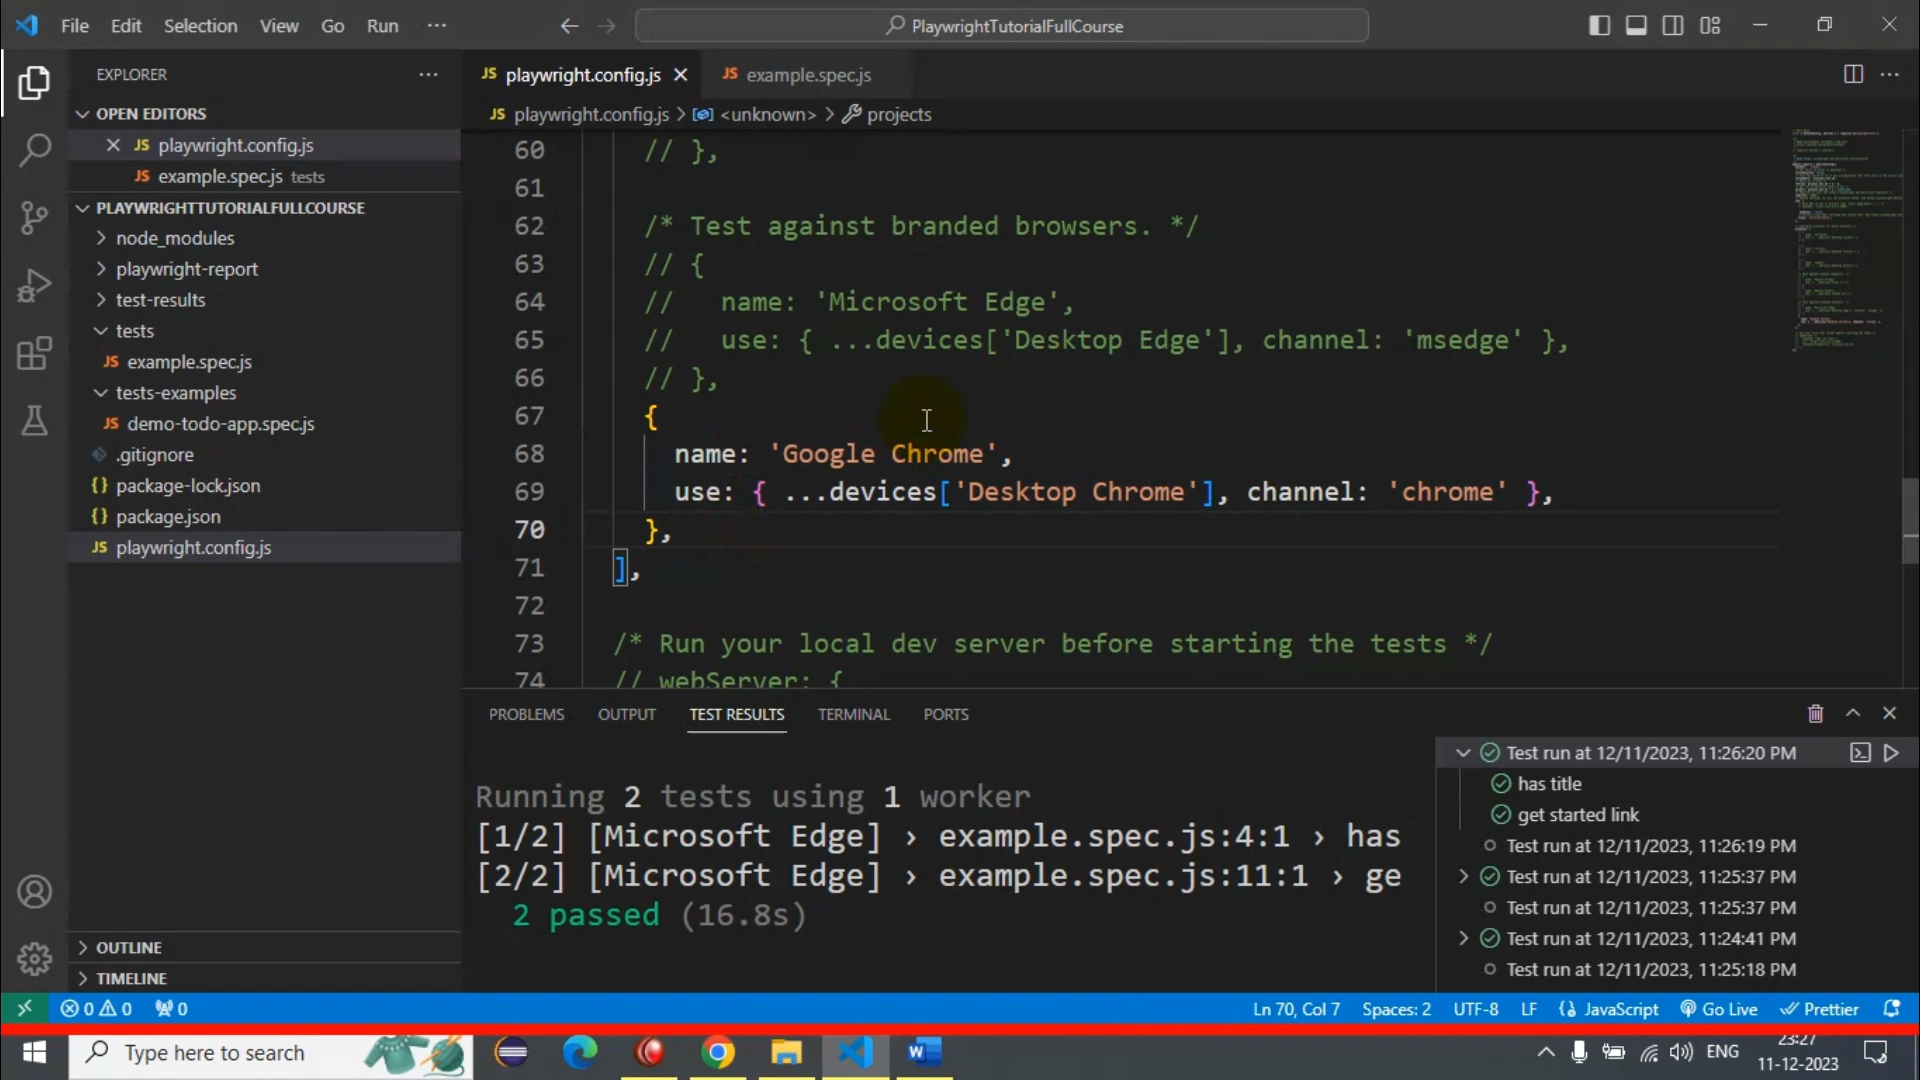 File Edit Selection View Go Run ...
PlaywrightTutorialFullCourse
EXPLORER
OPEN EDITORS
JS playwright.config.js
JS example.spec.js tests
PLAYWRIGHTTUTORIALFULLCOURSE
node_modules
playwright-report
test-results
tests
JS example.spec.js
tests-examples
JS demo-todo-app.spec.js
.gitignore
{} package-lock.json
{} package.json
JS playwright.config.js
OUTLINE
TIMELINE
JS playwright.config.js JS example.spec.js
JS playwright.config.js > <unknown> > projects
60 // },
61
62 /* Test against branded browsers. */
63 // {
64 //   name: 'Microsoft Edge',
65 //   use: { ...devices['Desktop Edge'], channel: 'msedge' },
66 // },
67 {
68 name: 'Google Chrome',
69 use: { ...devices['Desktop Chrome'], channel: 'chrome' },
70 },
71 ],
72
73 /* Run your local dev server before starting the tests */
74 // webServer: {
PROBLEMS OUTPUT TEST RESULTS TERMINAL PORTS
Running 2 tests using 1 worker
[1/2] [Microsoft Edge] › example.spec.js:4:1 › has
[2/2] [Microsoft Edge] › example.spec.js:11:1 › ge
2 passed (16.8s)
Test run at 12/11/2023, 11:26:20 PM
has title
get started link
Test run at 12/11/2023, 11:26:19 PM
Test run at 12/11/2023, 11:25:37 PM
Test run at 12/11/2023, 11:25:37 PM
Test run at 12/11/2023, 11:24:41 PM
Test run at 12/11/2023, 11:25:18 PM
0 0 0 Ln 70, Col 7 Spaces: 2 UTF-8 LF {} JavaScript Go Live Prettier
Type here to search
ENG
23:27
11-12-2023